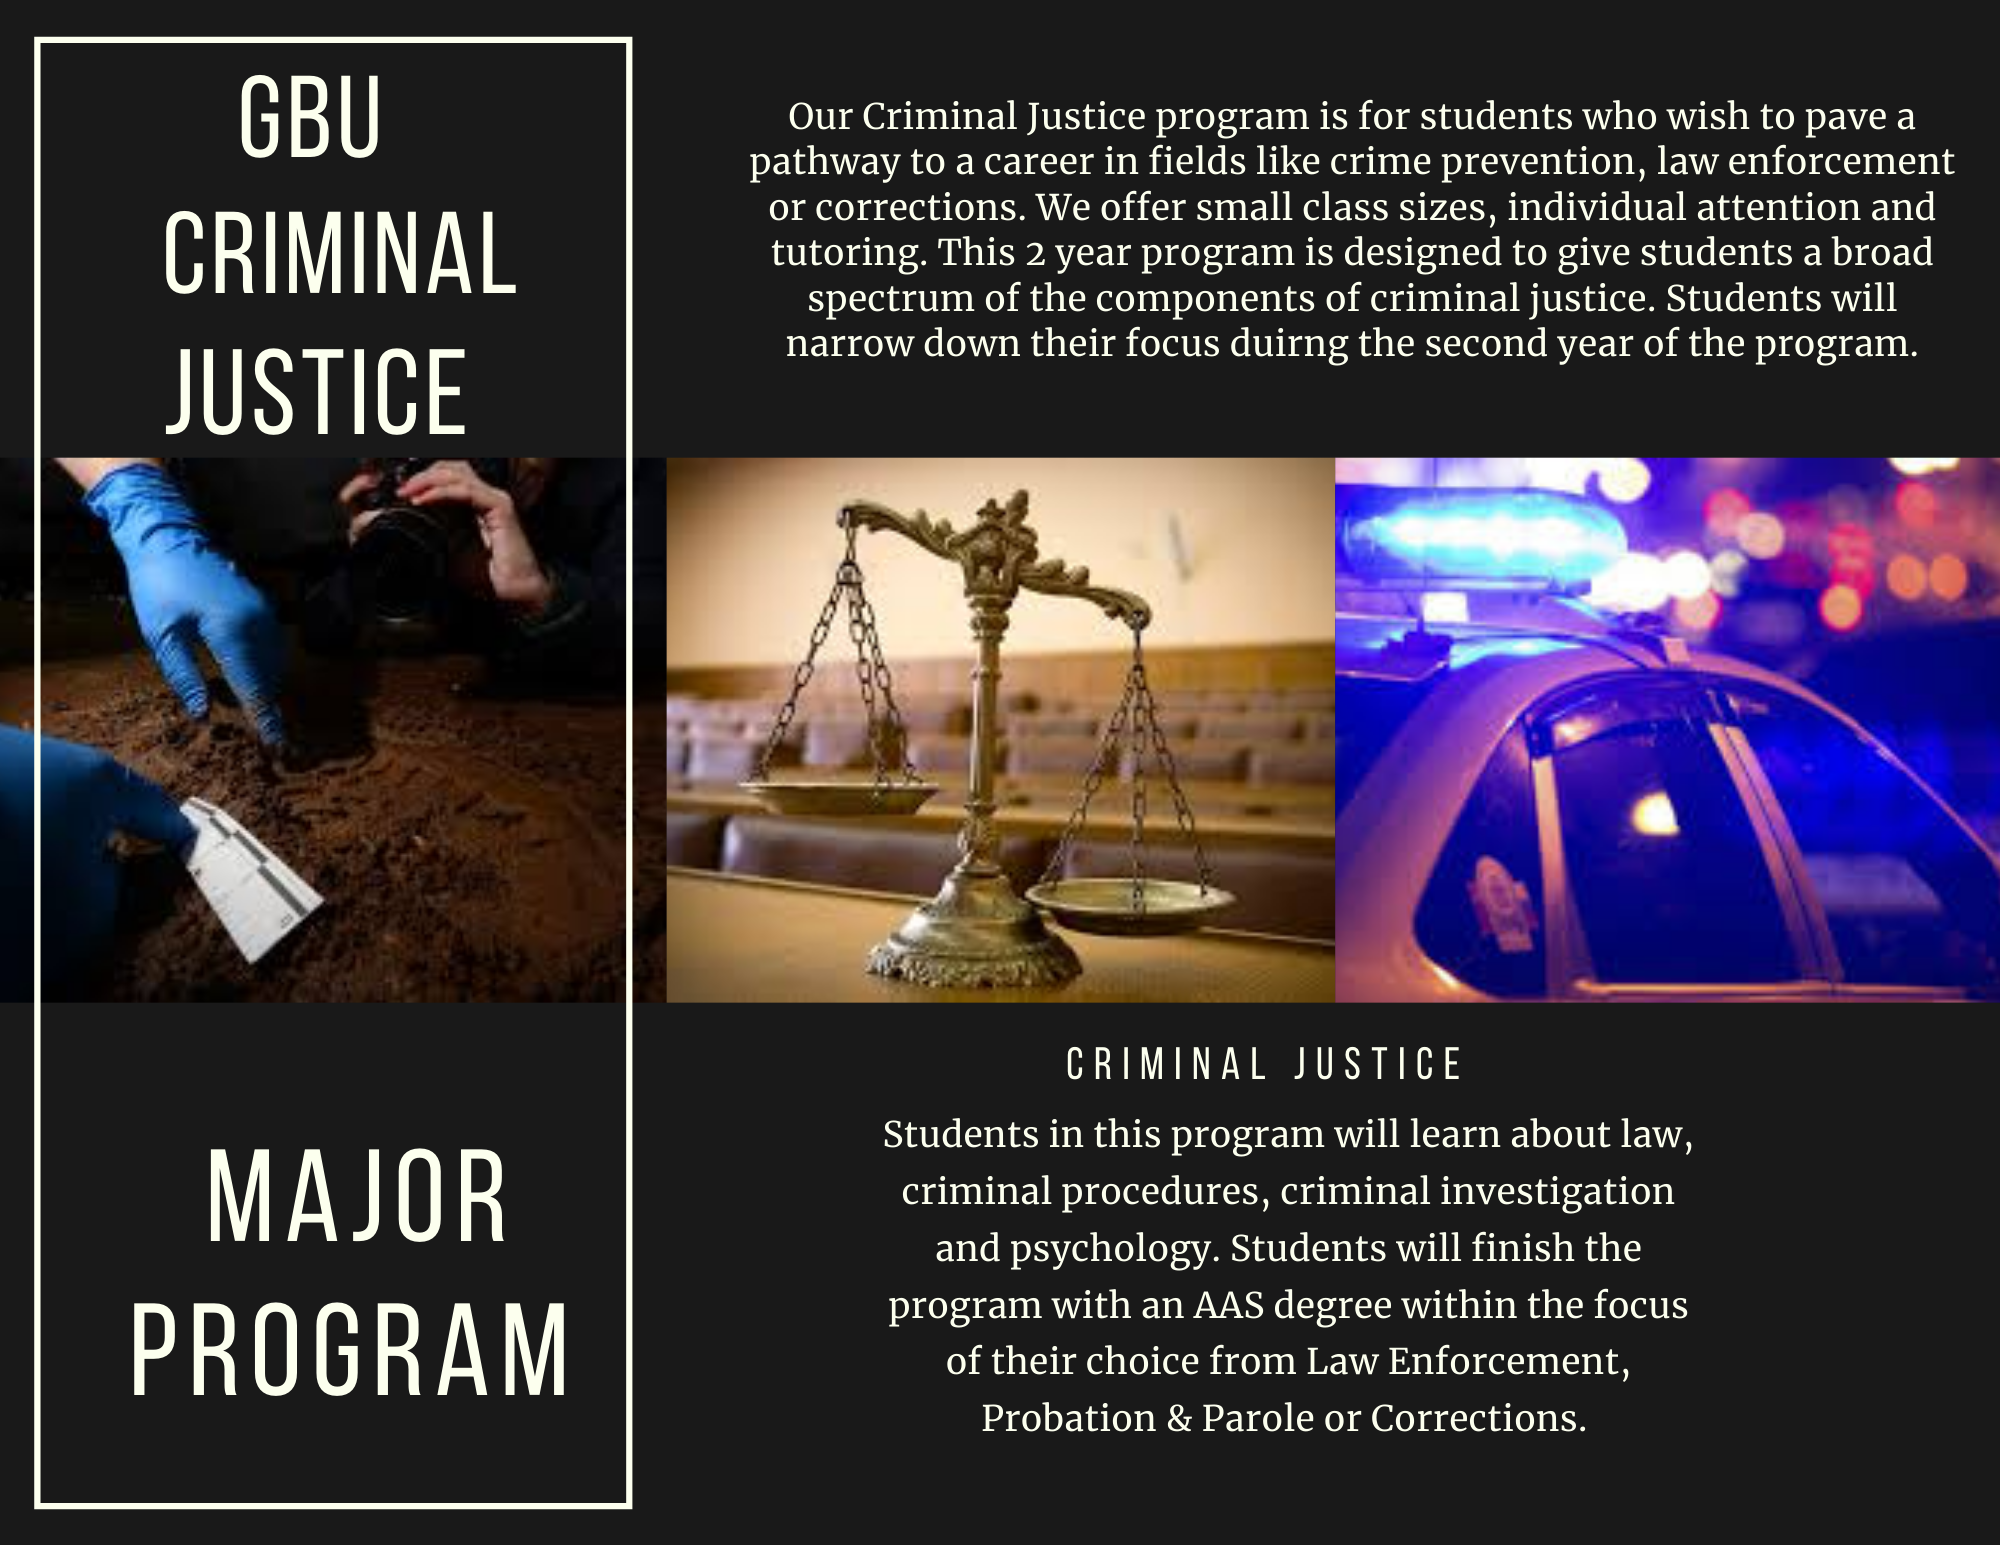 GBU
CRIMINAL
JUSTICE
Our Criminal Justice program is for students who wish to pave a
pathway to a career in fields like crime prevention, law enforcement
or corrections. We offer small class sizes, individual attention and
tutoring. This 2 year program is designed to give students a broad
spectrum of the components of criminal justice. Students will
narrow down their focus duirng the second year of the program.
MAJOR
PROGRAM
CRIMINAL JUSTICE
Students in this program will learn about law,
criminal procedures, criminal investigation
and psychology. Students will finish the
program with an AAS degree within the focus
of their choice from Law Enforcement,
Probation & Parole or Corrections.